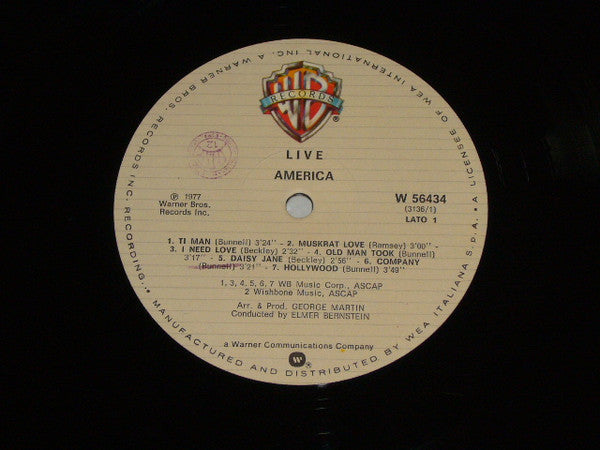 A WARNER BROS. RECORDS INC. RECORDING. A LICENSEE OF WEA INTERNATIONAL INC.
WB
RECORDS
®
LIVE
AMERICA
℗ 1977
Warner Bros.
Records Inc.
12
W 56434
(3136/1)
LATO 1
1. TI MAN (Bunnell) 3'24" - 2. MUSKRAT LOVE (Ramsey) 3'00" -
3. I NEED LOVE (Beckley) 2'32" - 4. OLD MAN TOOK (Bunnell)
3'17" - 5. DAISY JANE (Beckley) 2'56" - 6. COMPANY
(Bunnell) 3'21" - 7. HOLLYWOOD (Bunnell) 3'49"
1, 3, 4, 5, 6, 7 WB Music Corp., ASCAP
2 Wishbone Music, ASCAP
Arr. & Prod. GEORGE MARTIN
Conducted by ELMER BERNSTEIN
a Warner Communications Company
W ®
MANUFACTURED AND DISTRIBUTED BY WEA ITALIANA S.P.A.